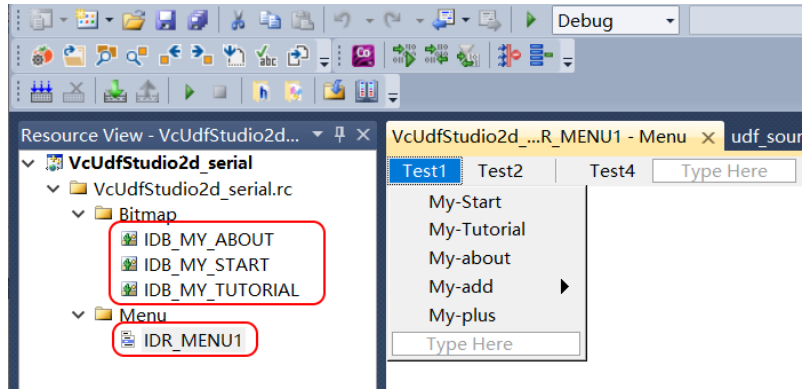 Debug
abc
Resource View - VcUdfStudio2d...
VcUdfStudio2d_...R_MENU1 - Menu
udf_sour
VcUdfStudio2d_serial
Test1 Test2 Test4 Type Here
VcUdfStudio2d_serial.rc
My-Start
Bitmap
My-Tutorial
IDB_MY_ABOUT
My-about
IDB_MY_START
My-add
IDB_MY_TUTORIAL
My-plus
Menu
Type Here
IDR_MENU1